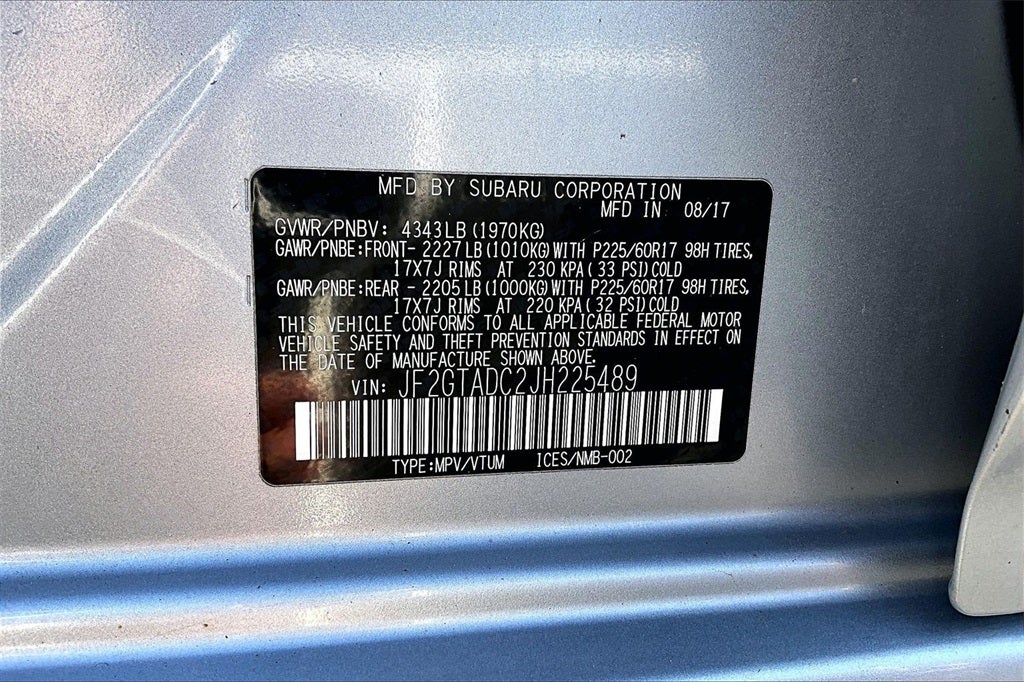 MFD BY SUBARU CORPORATION
MFD IN 08/17
GVWR/PNBV: 4343LB (1970KG)
GAWR/PNBE:FRONT- 2227LB (1010KG) WITH P225/60R17 98H TIRES,
17X7J RIMS AT 230 KPA ( 33 PSI) COLD
GAWR/PNBE:REAR - 2205LB (1000KG) WITH P225/60R17 98H TIRES,
17X7J RIMS AT 220 KPA ( 32 PSI) COLD
THIS VEHICLE CONFORMS TO ALL APPLICABLE FEDERAL MOTOR
VEHICLE SAFETY AND THEFT PREVENTION STANDARDS IN EFFECT ON
THE DATE OF MANUFACTURE SHOWN ABOVE.
VIN: JF2GTADC2JH225489
TYPE:MPV/VTUM ICES/NMB-002